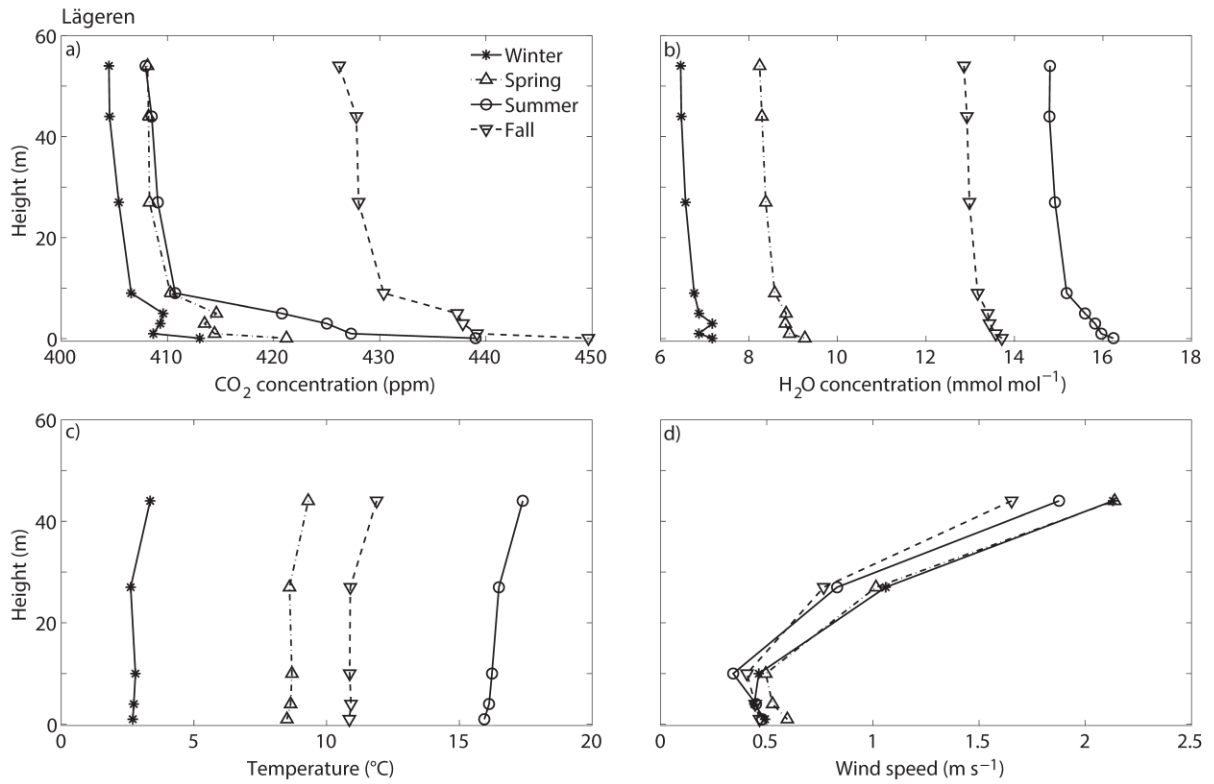 Lägeren
a)
60
40
20
0
Height (m)
400 410 420 430 440 450
CO₂ concentration (ppm)
Winter
Spring
Summer
Fall
b)
6 8 10 12 14 16 18
H₂O concentration (mmol mol⁻¹)
c)
60
40
20
0
Height (m)
0 5 10 15 20
Temperature (°C)
d)
0 0.5 1 1.5 2 2.5
Wind speed (m s⁻¹)